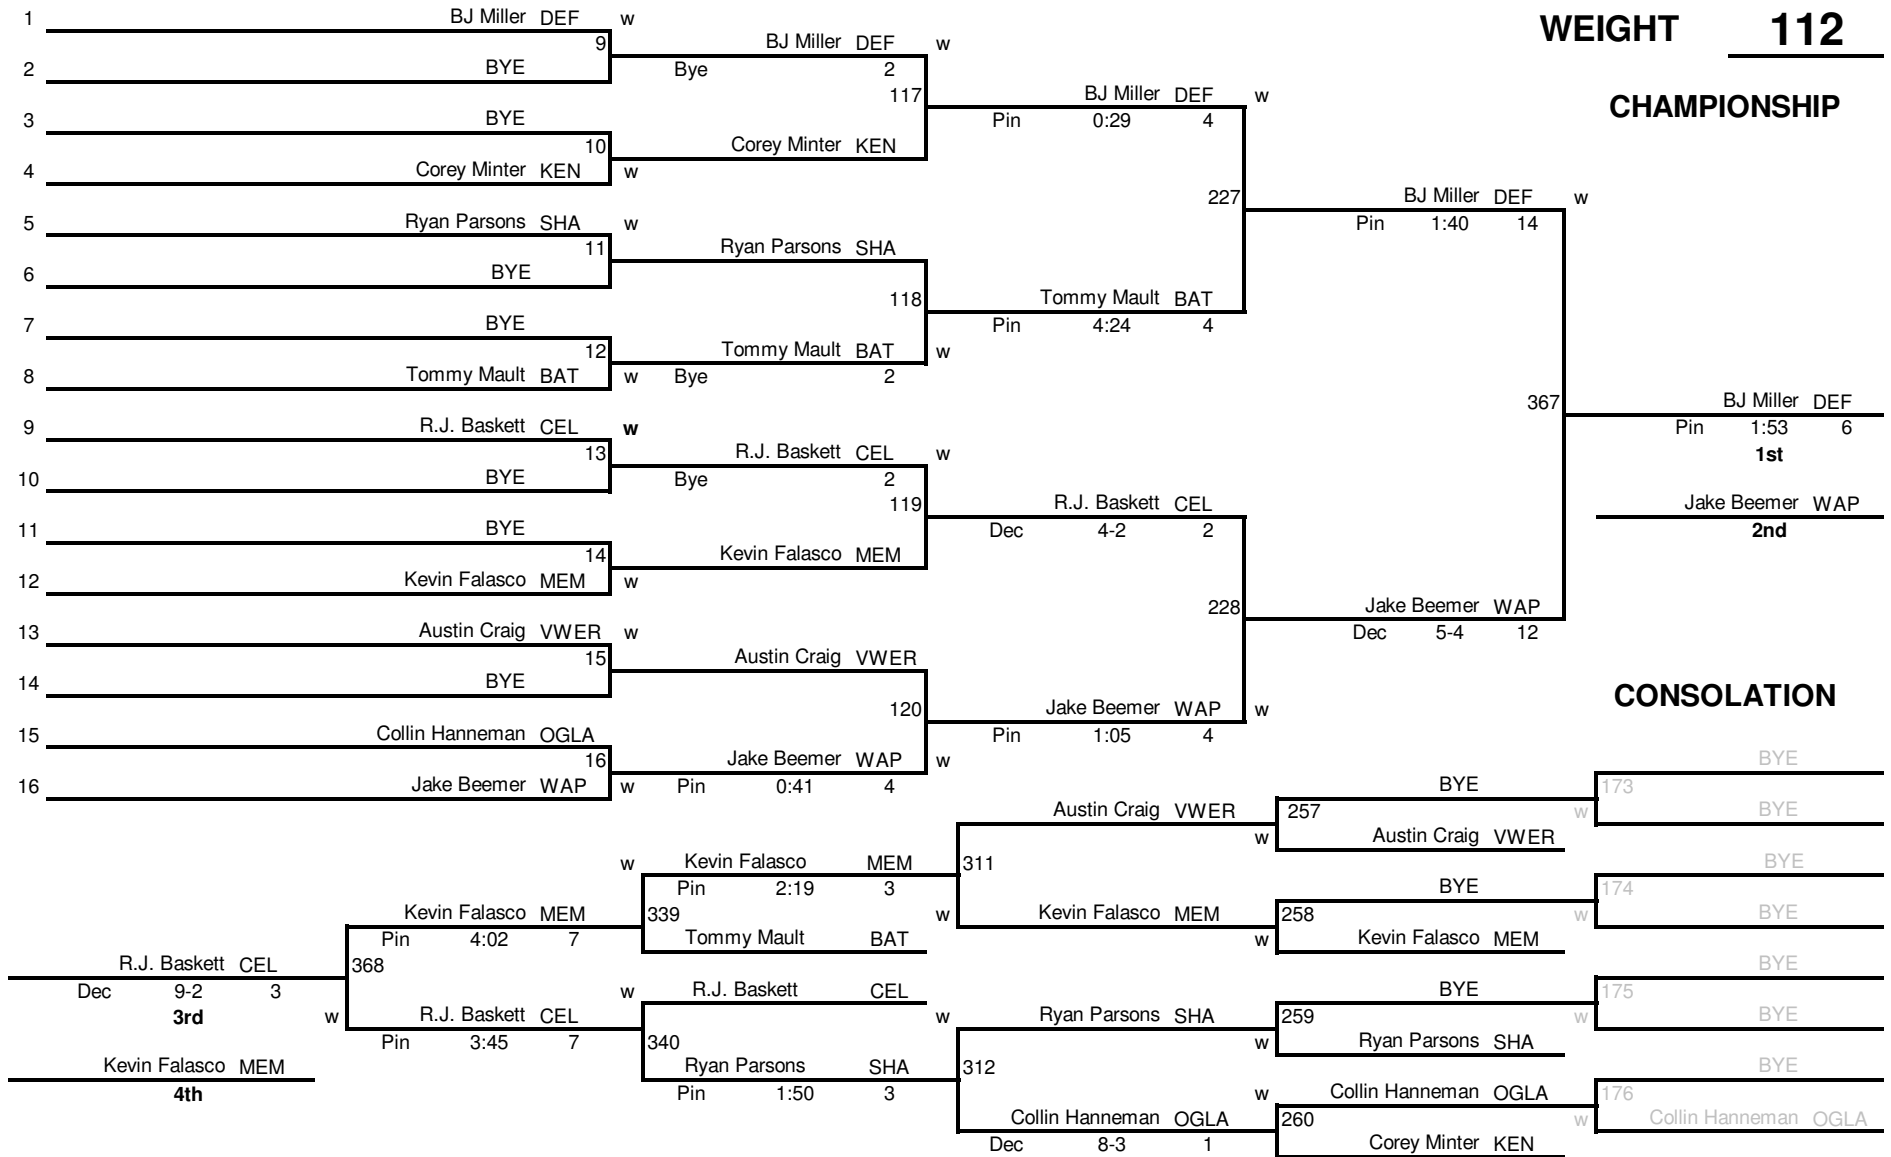 WEIGHT 112
CHAMPIONSHIP
1 BJ Miller DEF w
9 BJ Miller DEF w
2 BYE Bye 2
117 BJ Miller DEF w
3 BYE Pin 0:29 4
10 Corey Minter KEN
4 Corey Minter KEN w
227 BJ Miller DEF w
5 Ryan Parsons SHA w Pin 1:40 14
11 Ryan Parsons SHA
6 BYE
118 Tommy Mault BAT
7 BYE Pin 4:24 4
12 Tommy Mault BAT w
8 Tommy Mault BAT w Bye 2
367 BJ Miller DEF
Pin 1:53 6
1st
9 R.J. Baskett CEL w
13 R.J. Baskett CEL w
10 BYE Bye 2
119 R.J. Baskett CEL
Jake Beemer WAP
2nd
11 BYE Dec 4-2 2
14 Kevin Falasco MEM
12 Kevin Falasco MEM w
228 Jake Beemer WAP
13 Austin Craig VWER w Dec 5-4 12
15 Austin Craig VWER
14 BYE
CONSOLATION
120 Jake Beemer WAP w
15 Collin Hanneman OGLA Pin 1:05 4
16 Jake Beemer WAP w
16 Jake Beemer WAP w Pin 0:41 4
BYE
BYE 173
Austin Craig VWER 257 w BYE
w Austin Craig VWER
w Kevin Falasco MEM 311 BYE
Pin 2:19 3 BYE 174
Kevin Falasco MEM 339 w Kevin Falasco MEM 258 w BYE
Pin 4:02 7 Tommy Mault BAT w Kevin Falasco MEM
R.J. Baskett CEL 368 BYE
Dec 9-2 3 w R.J. Baskett CEL BYE 175
3rd w R.J. Baskett CEL w Ryan Parsons SHA 259 w BYE
Pin 3:45 7 340 w Ryan Parsons SHA
Kevin Falasco MEM Ryan Parsons SHA 312 BYE
4th Pin 1:50 3 w Collin Hanneman OGLA 176
Collin Hanneman OGLA 260 w Collin Hanneman OGLA
Dec 8-3 1 Corey Minter KEN